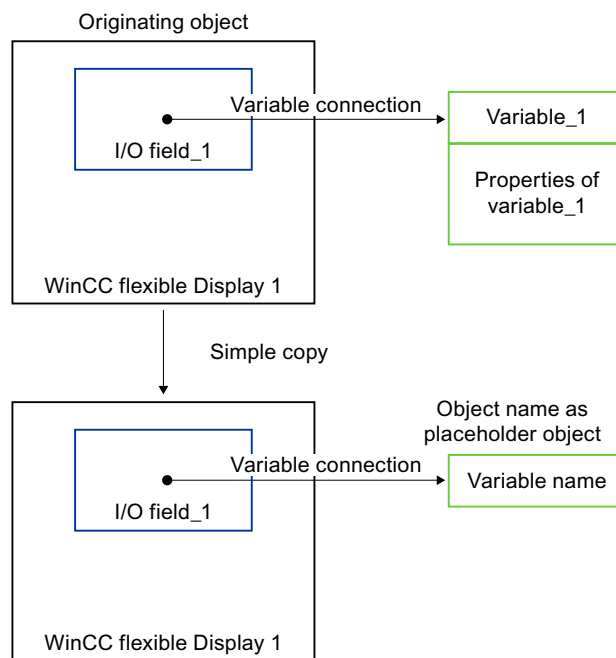 Originating object
Variable connection
Variable_1
I/O field_1
Properties of
variable_1
WinCC flexible Display 1
Simple copy
Object name as
placeholder object
Variable connection
Variable name
I/O field_1
WinCC flexible Display 1